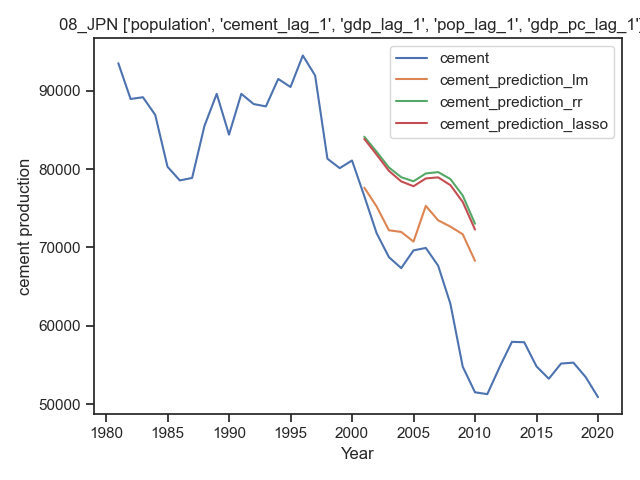 08_JPN ['population', 'cement_lag_1', 'gdp_lag_1', 'pop_lag_1', 'gdp_pc_lag_1']
cement
cement_prediction_lm
cement_prediction_rr
cement_prediction_lasso
90000
80000
70000
60000
50000
cement production
1980 1985 1990 1995 2000 2005 2010 2015 2020
Year